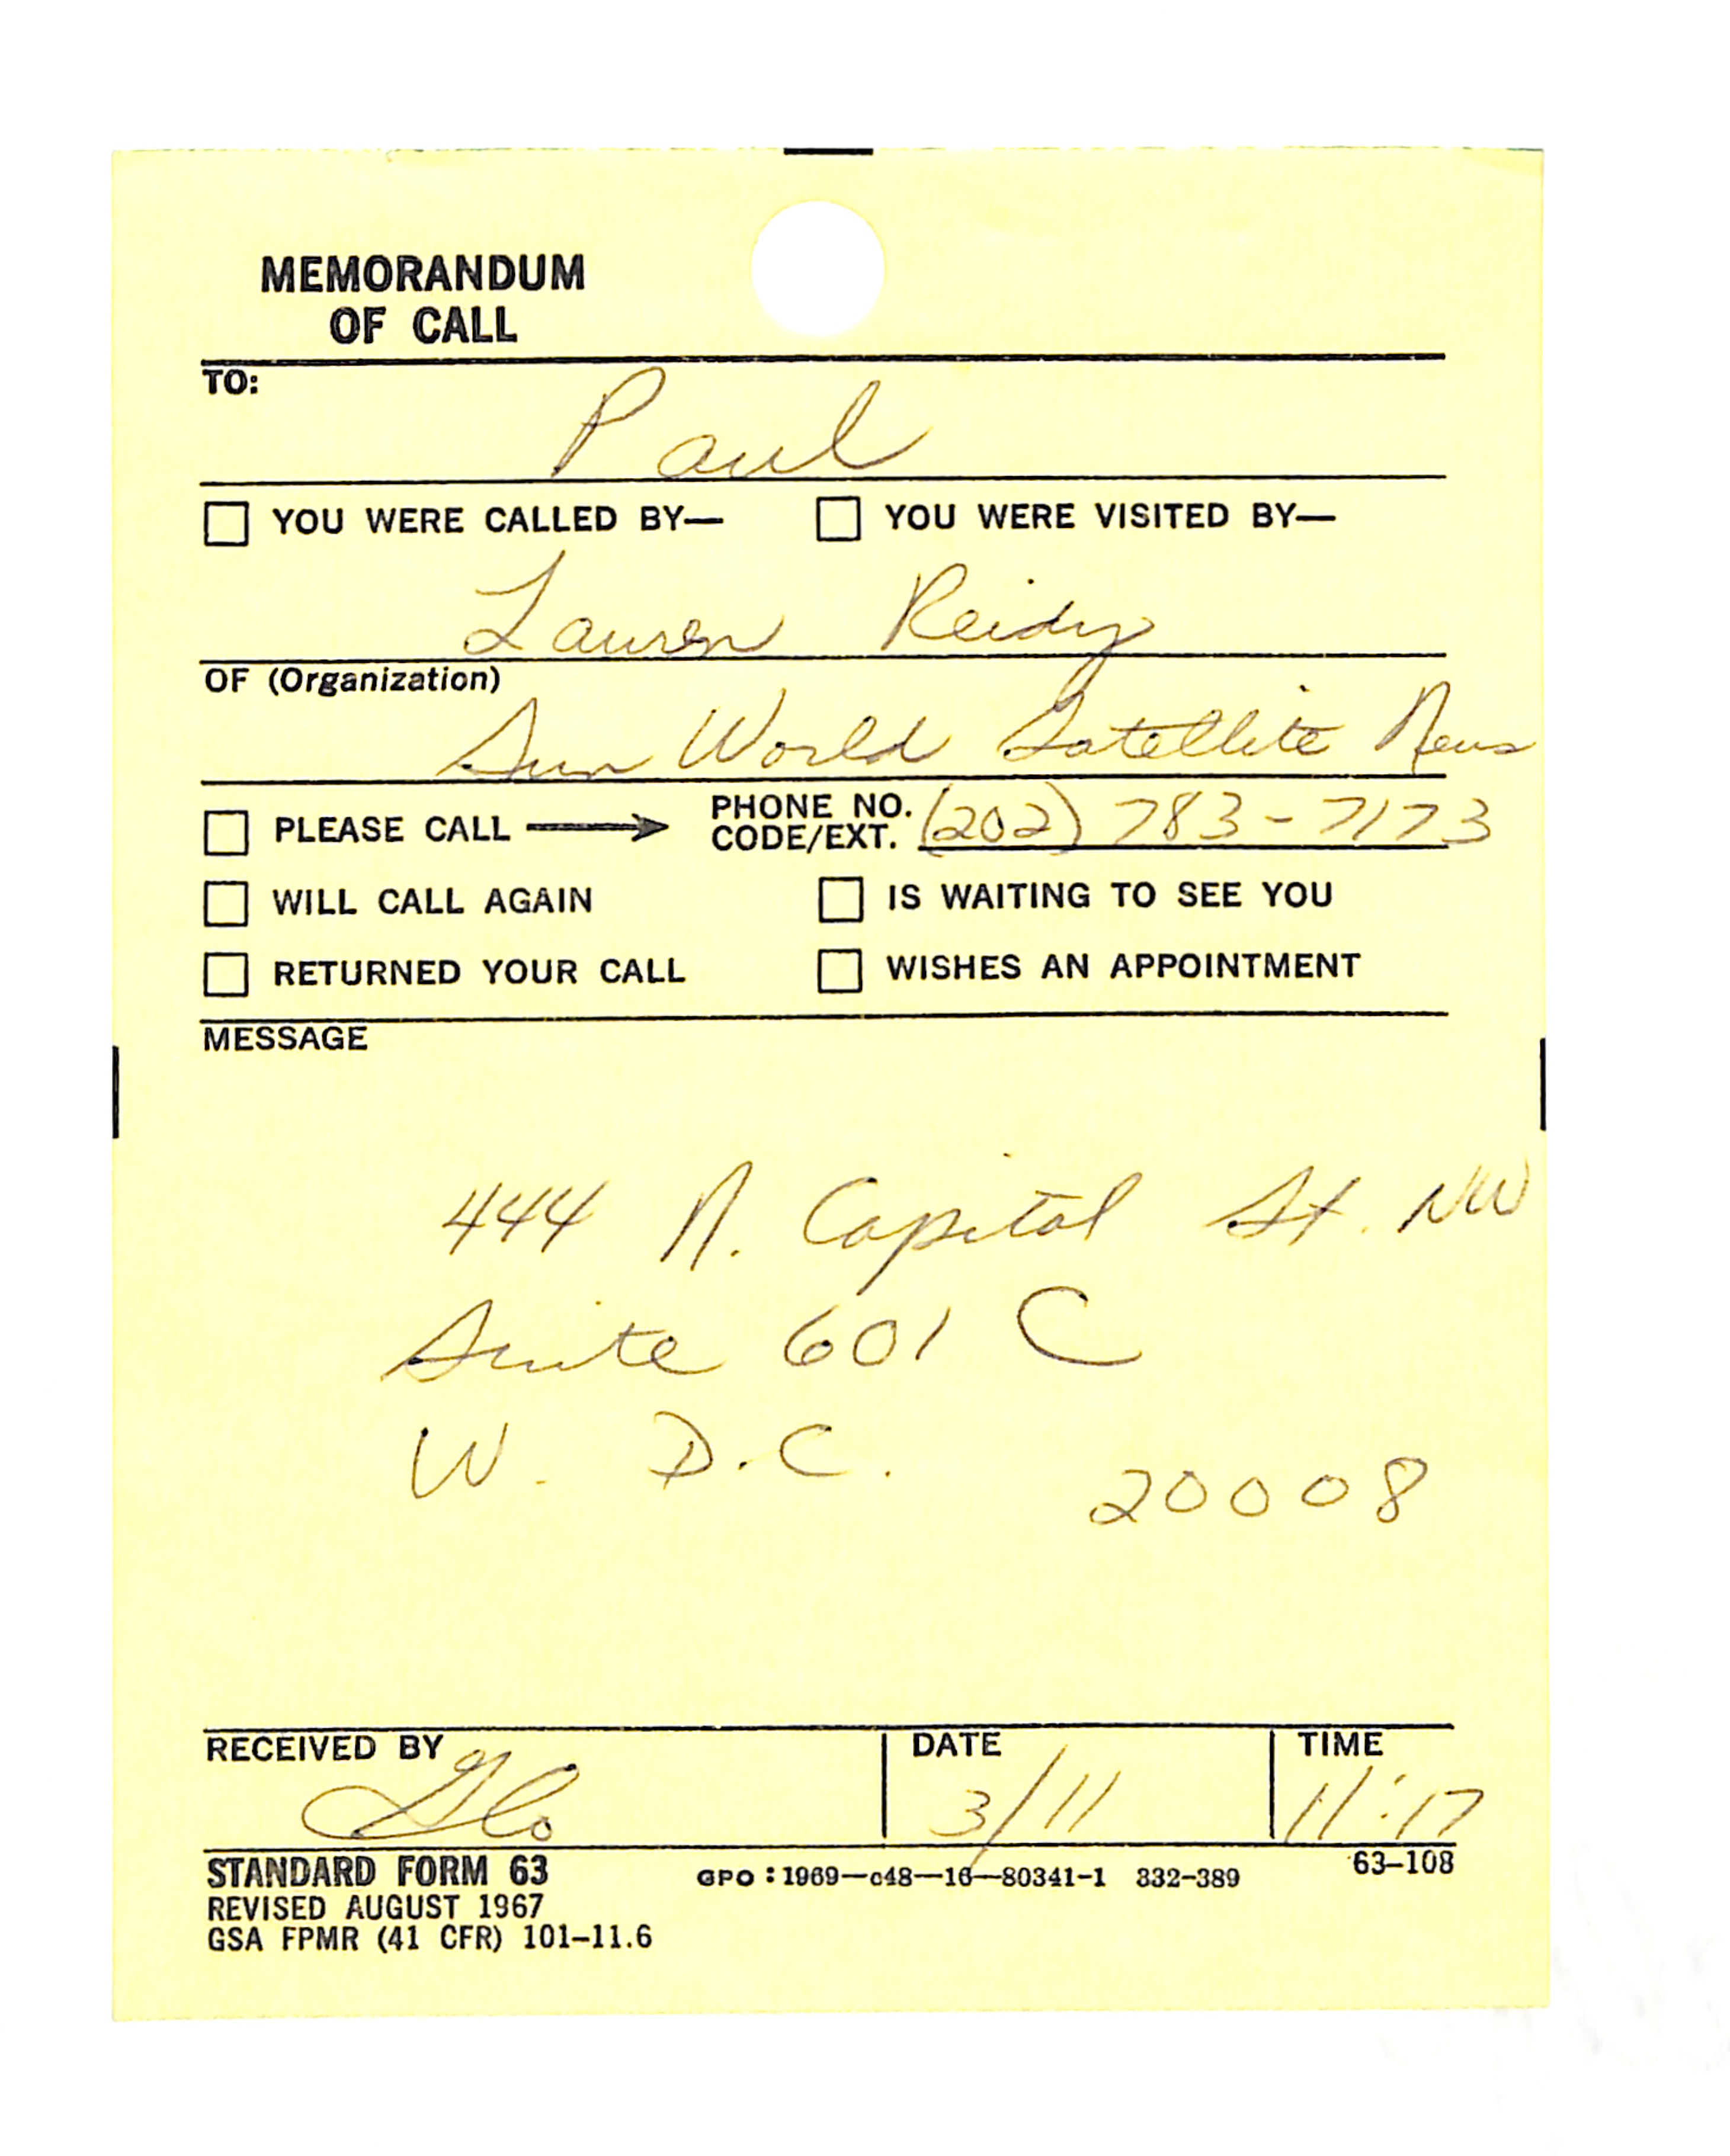 MEMORANDUM
OF CALL
TO:
Paul
☐ YOU WERE CALLED BY— ☐ YOU WERE VISITED BY—
Lauren Reidy
OF (Organization)
Sun World Satellite News
☐ PLEASE CALL → PHONE NO. CODE/EXT. (202) 783-7173
☐ WILL CALL AGAIN ☐ IS WAITING TO SEE YOU
☐ RETURNED YOUR CALL ☐ WISHES AN APPOINTMENT
MESSAGE
444 N. Capitol St. NW
Suite 601 C
W. D.C. 20008
RECEIVED BY DATE TIME
Glo 3/11 11:17
STANDARD FORM 63 GPO : 1969—c48—16—80341-1 332-389 63-108
REVISED AUGUST 1967
GSA FPMR (41 CFR) 101-11.6